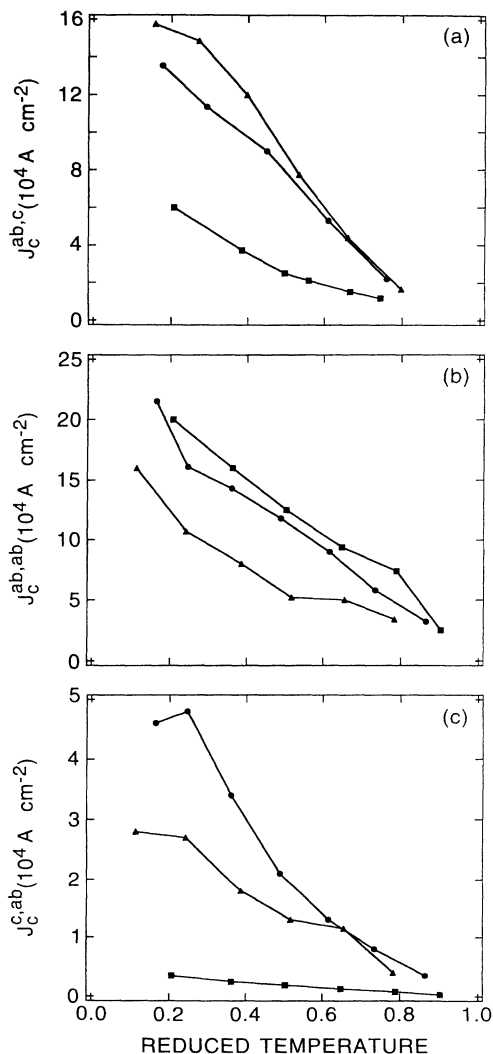 16
(a)
12
8
4
0
J_c^{ab,c}(10^4 A cm^{-2})
25
(b)
20
15
10
5
0
J_c^{ab,ab}(10^4 A cm^{-2})
5
(c)
4
3
2
1
0
J_c^{c,ab}(10^4 A cm^{-2})
0.0 0.2 0.4 0.6 0.8 1.0
REDUCED TEMPERATURE